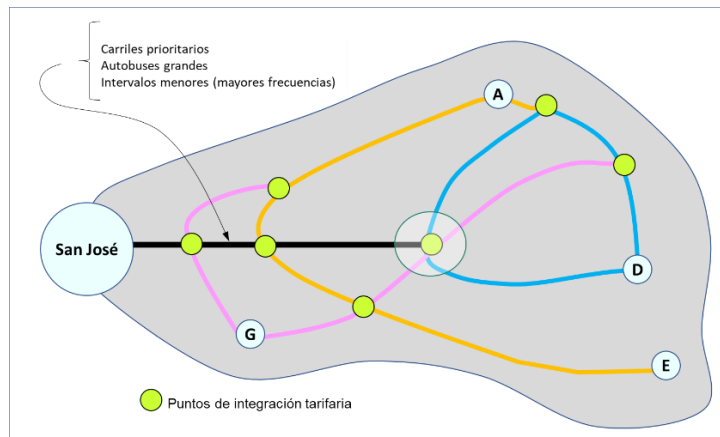 Carriles prioritarios
Autobuses grandes
Intervalos menores (mayores frecuencias)
A
San José
D
G
E
Puntos de integración tarifaria